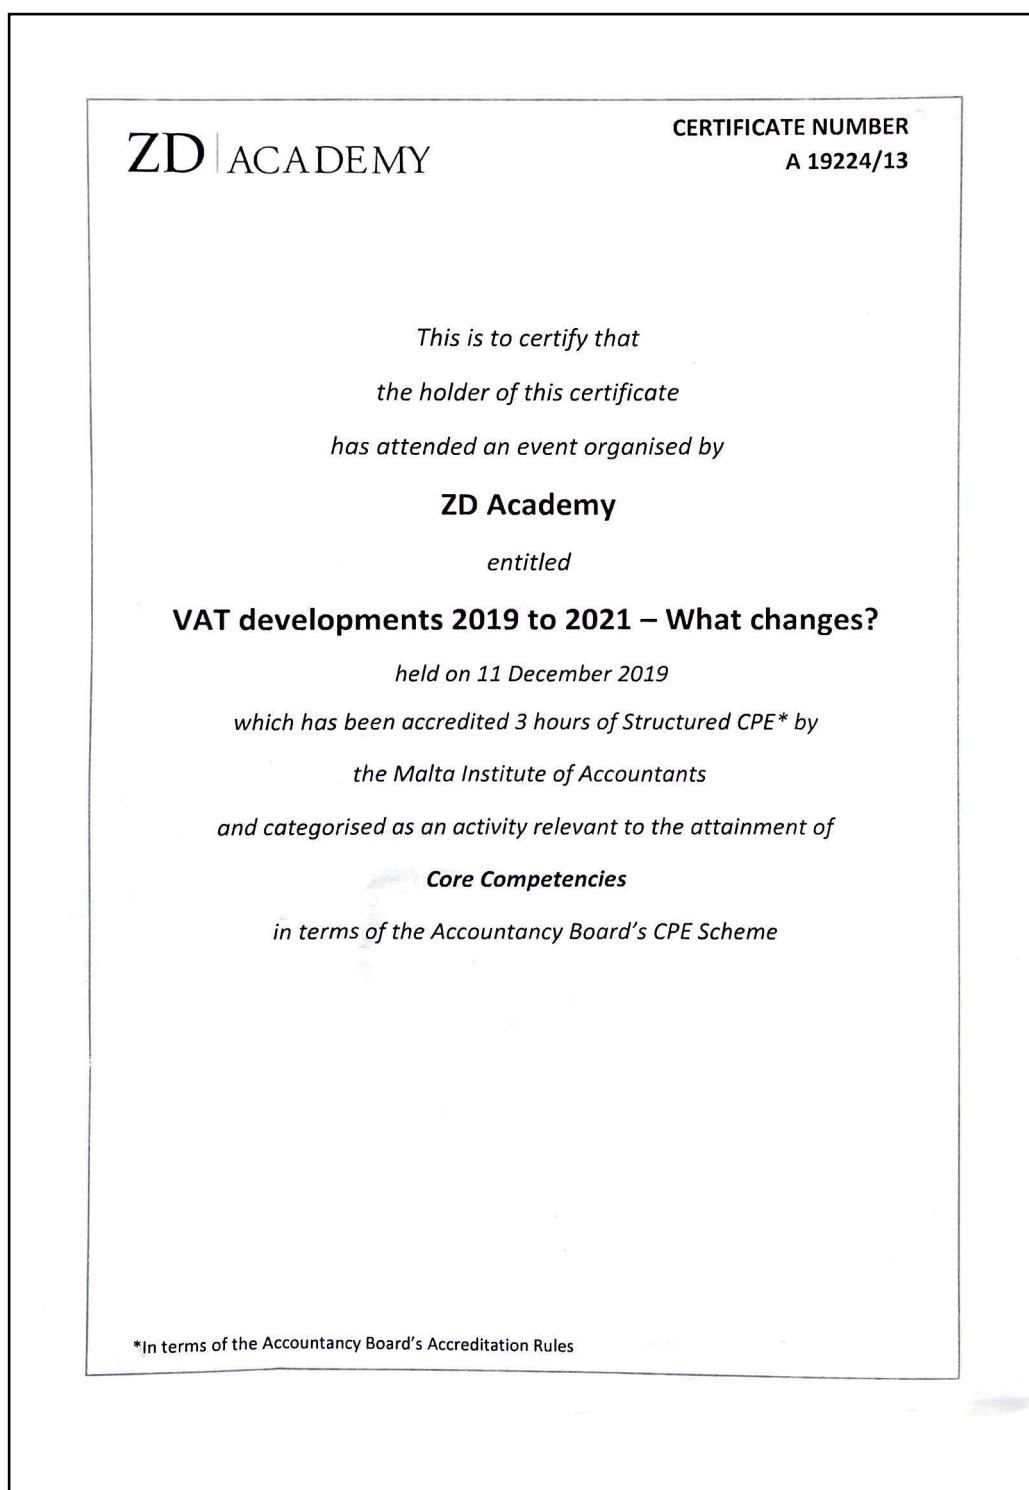 ZD ACADEMY
CERTIFICATE NUMBER
A 19224/13
This is to certify that
the holder of this certificate
has attended an event organised by
ZD Academy
entitled
VAT developments 2019 to 2021 – What changes?
held on 11 December 2019
which has been accredited 3 hours of Structured CPE* by
the Malta Institute of Accountants
and categorised as an activity relevant to the attainment of
Core Competencies
in terms of the Accountancy Board's CPE Scheme
*In terms of the Accountancy Board's Accreditation Rules